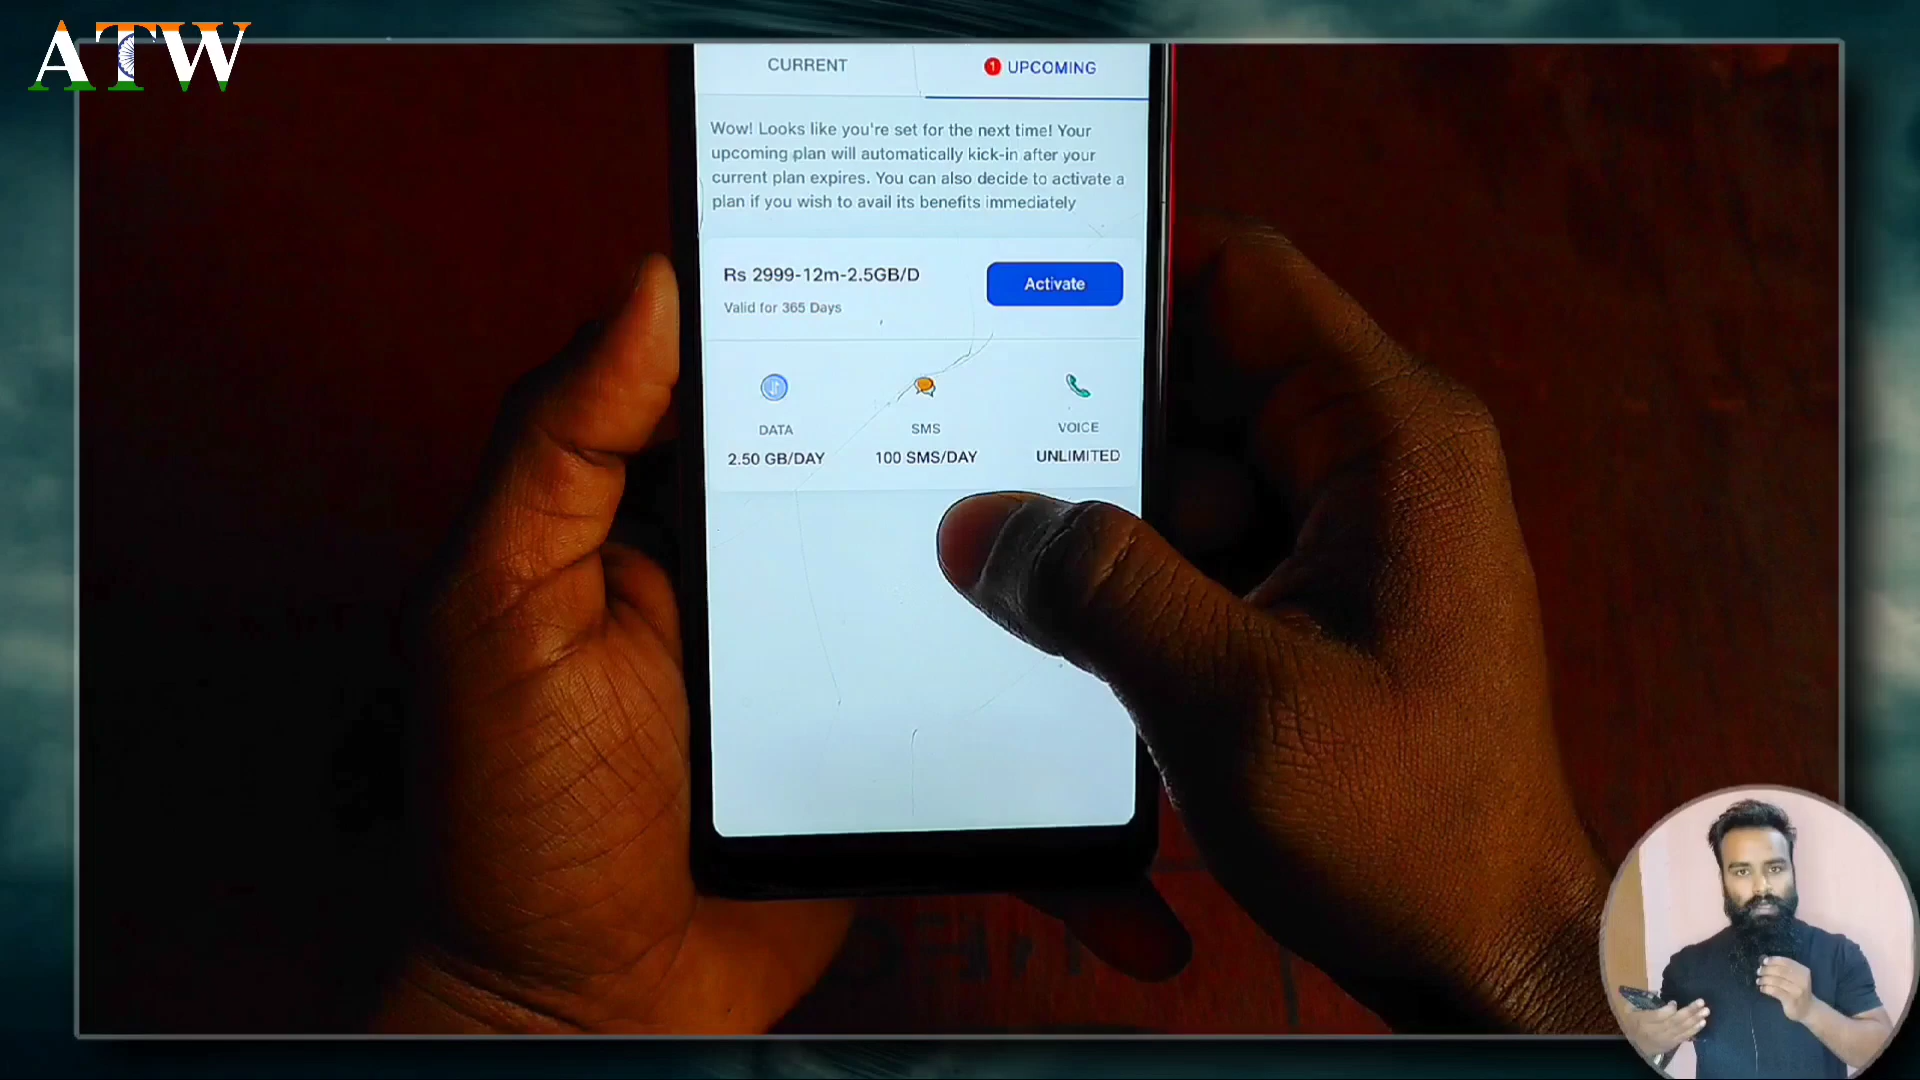 ATW
CURRENT
1 UPCOMING
Wow! Looks like you're set for the next time! Your
upcoming plan will automatically kick-in after your
current plan expires. You can also decide to activate a
plan if you wish to avail its benefits immediately
Rs 2999-12m-2.5GB/D
Activate
Valid for 365 Days
DATA
SMS
VOICE
2.50 GB/DAY
100 SMS/DAY
UNLIMITED